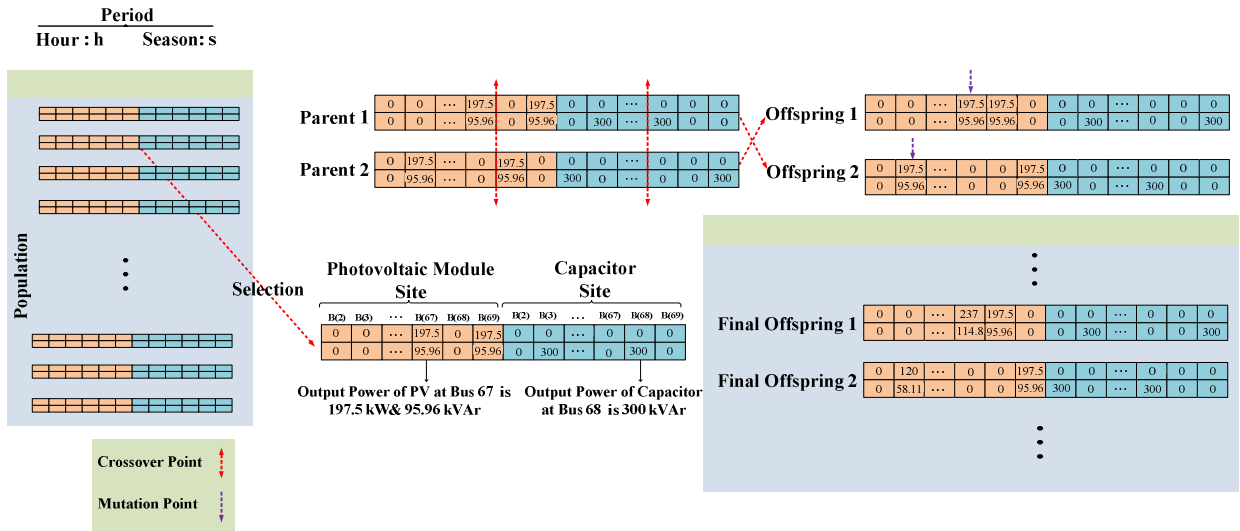 Period
Hour : h Season: s
Population
Selection
Parent 1
0 0 ... 197.5 0 197.5 0 0 ... 0 0 0
0 0 ... 95.96 0 95.96 0 300 ... 300 0 0
Parent 2
0 197.5 ... 0 197.5 0 0 0 ... 0 0 0
0 95.96 ... 0 95.96 0 300 0 ... 0 0 300
Offspring 1
0 0 ... 197.5 197.5 0 0 0 ... 0 0 0
0 0 ... 95.96 95.96 0 0 300 ... 0 0 300
Offspring 2
0 197.5 ... 0 0 197.5 0 0 ... 0 0 0
0 95.96 ... 0 0 95.96 300 0 ... 300 0 0
Photovoltaic Module
Site
Capacitor
Site
B(2) B(3) ... B(67) B(68) B(69) B(2) B(3) ... B(67) B(68) B(69)
0 0 ... 197.5 0 197.5 0 0 ... 0 0 0
0 0 ... 95.96 0 95.96 0 300 ... 0 300 0
Output Power of PV at Bus 67 is
197.5 kW& 95.96 kVAr
Output Power of Capacitor
at Bus 68 is 300 kVAr
Final Offspring 1
0 0 ... 237 197.5 0 0 0 ... 0 0 0
0 0 ... 114.8 95.96 0 0 300 ... 0 0 300
Final Offspring 2
0 120 ... 0 0 197.5 0 0 ... 0 0 0
0 58.11 ... 0 0 95.96 300 0 ... 300 0 0
Crossover Point
Mutation Point